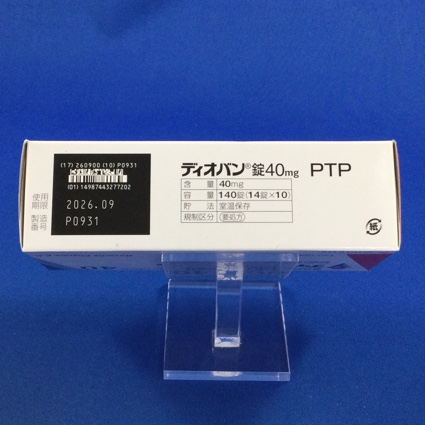 (17) 260900 (10) P0931
(01) 14987443277202
使用期限 2026.09
製造番号 P0931
ディオバン®錠40mg PTP
含量 40mg
容量 140錠(14錠×10)
貯法 室温保存
規制区分 要処方
紙